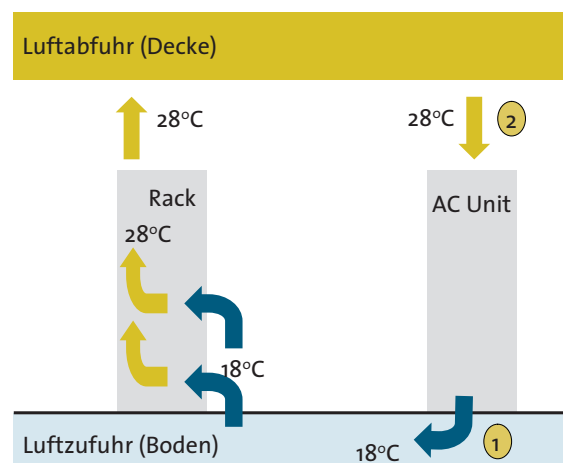 Luftabfuhr (Decke)
28°C
28°C
2
Rack
AC Unit
28°C
18°C
Luftzufuhr (Boden)
18°C
1